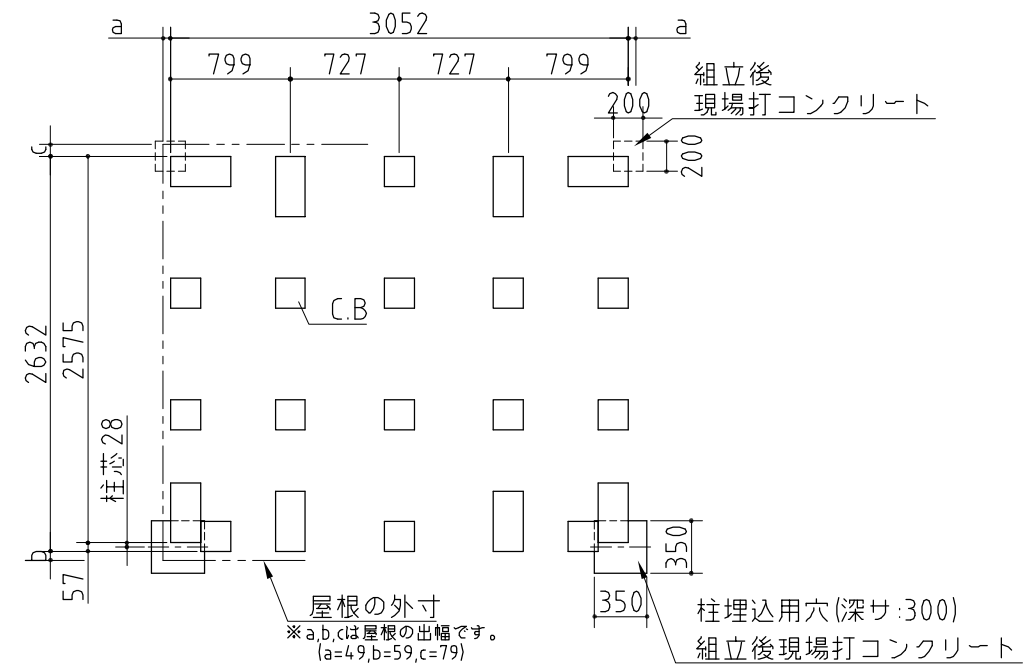 a
3052
a
799
727
727
799
組立後
現場打コンクリート
200
200
c
C.B
2632
2575
柱芯28
b
57
350
350
屋根の外寸
※a,b,cは屋根の出幅です。
(a=49,b=59,c=79)
柱埋込用穴(深サ:300)
組立後現場打コンクリート